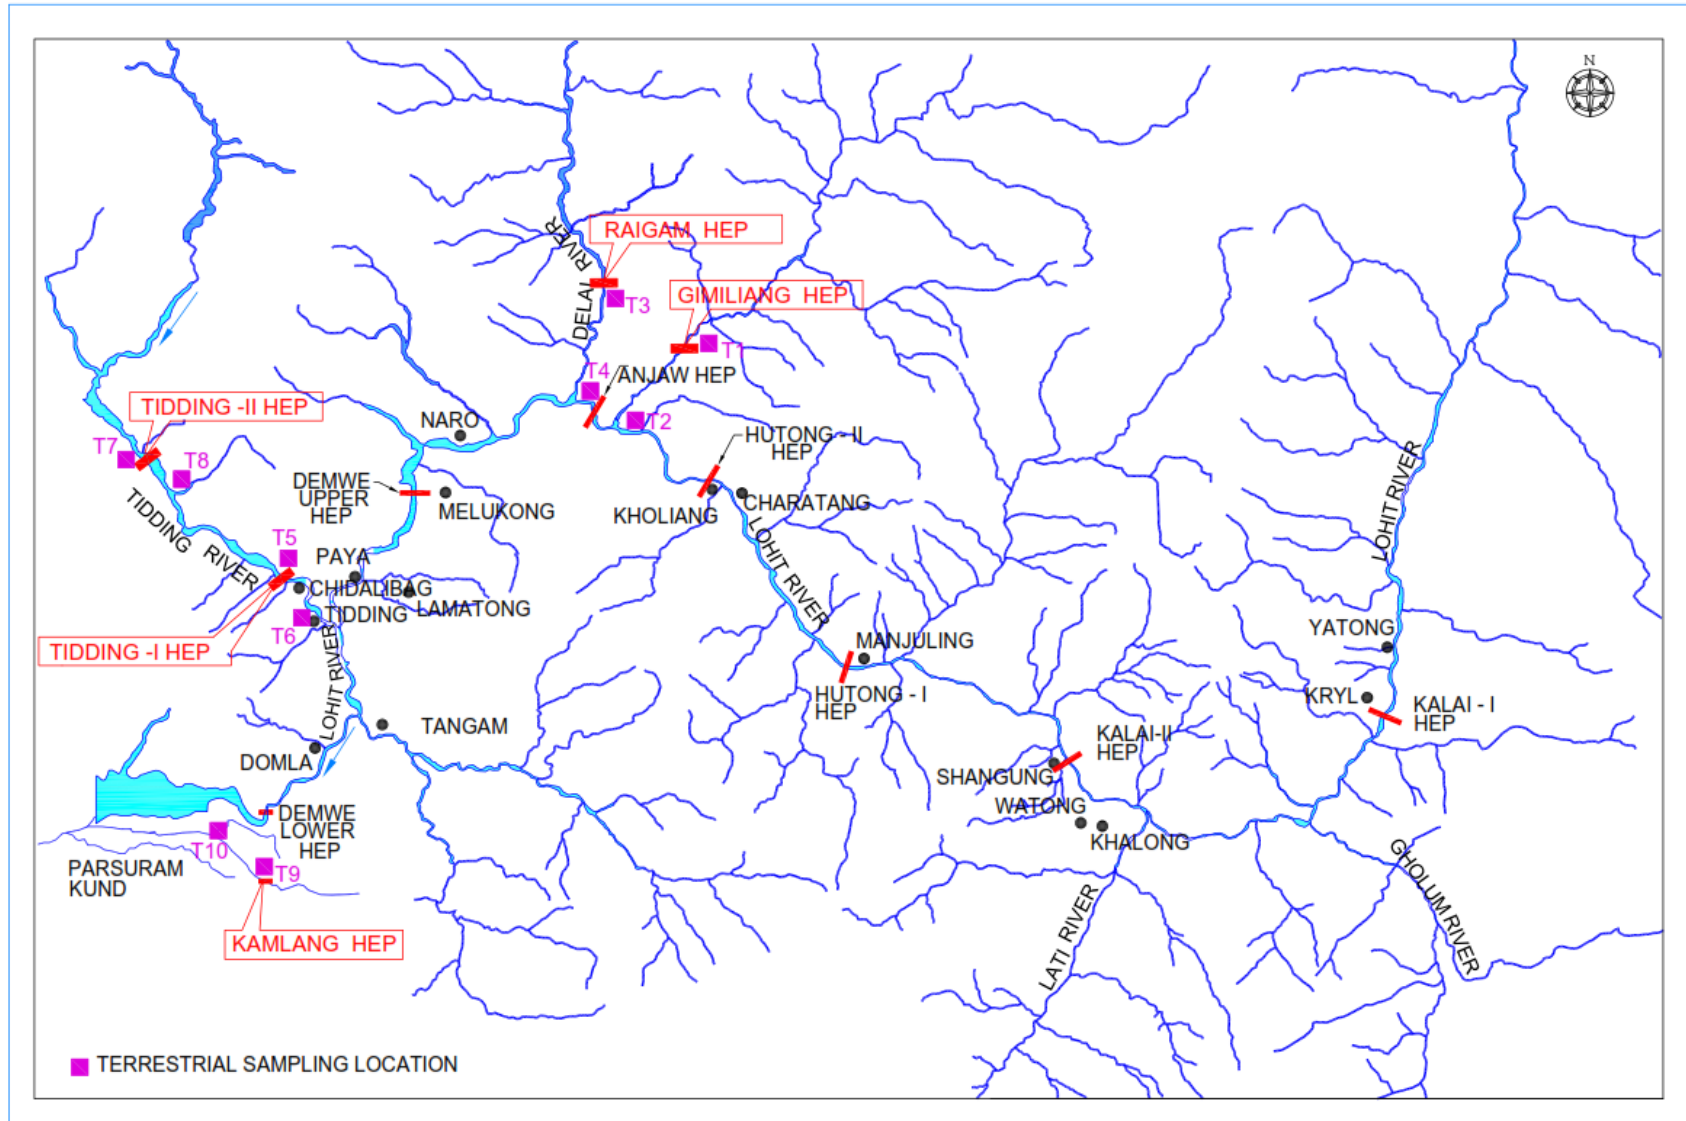 N
RAIGAM HEP
DELAI RIVER
T3
GIMILIANG HEP
T1
T4
ANJAW HEP
TIDDING -II HEP
NARO
T2
HUTONG - II
HEP
T7
T8
DEMWE
UPPER
HEP
MELUKONG
KHOLIANG
CHARATANG
LOHIT RIVER
TIDDING RIVER
LOHIT RIVER
T5
PAYA
CHIDALIBAG
LAMATONG
TIDDING
T6
TIDDING -I HEP
MANJULING
YATONG
HUTONG - I
HEP
KRYL
KALAI - I
HEP
LOHIT RIVER
TANGAM
KALAI-II
HEP
DOMLA
SHANGUNG
WATONG
KHALONG
DEMWE
LOWER
HEP
T10
T9
PARSURAM
KUND
GHOLUM RIVER
LATI RIVER
KAMLANG HEP
TERRESTRIAL SAMPLING LOCATION